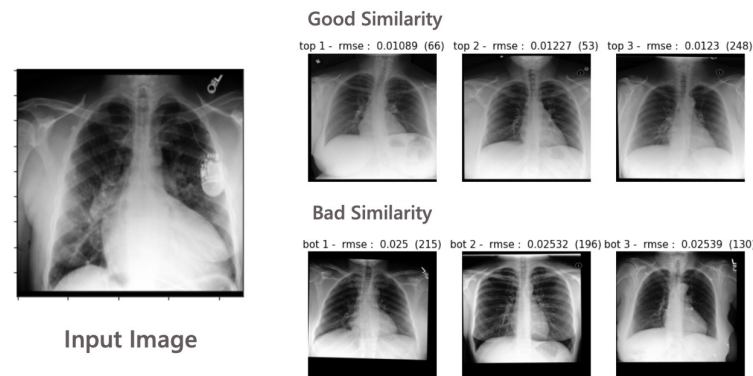 Good Similarity
top 1 - rmse : 0.01089 (66)
top 2 - rmse : 0.01227 (53)
top 3 - rmse : 0.0123 (248)
Bad Similarity
bot 1 - rmse : 0.025 (215)
bot 2 - rmse : 0.02532 (196)
bot 3 - rmse : 0.02539 (130)
Input Image